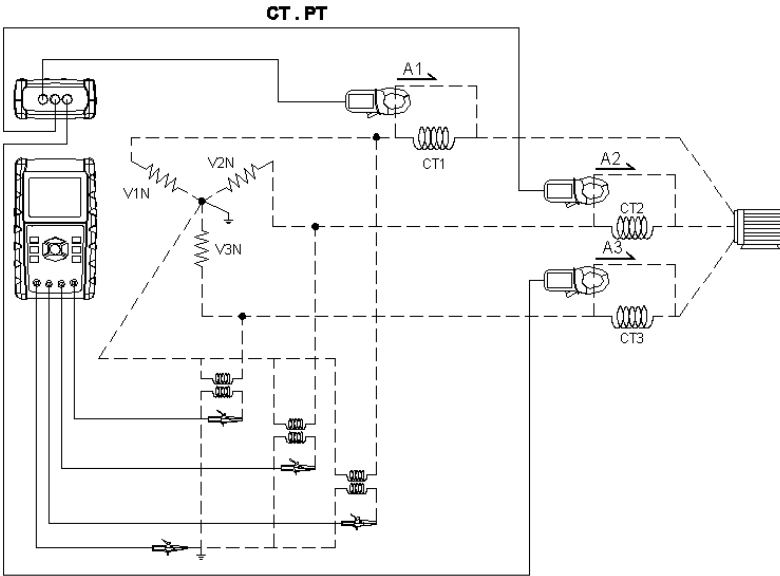 CT . PT
A1
CT1
V1N
V2N
V3N
A2
CT2
A3
CT3